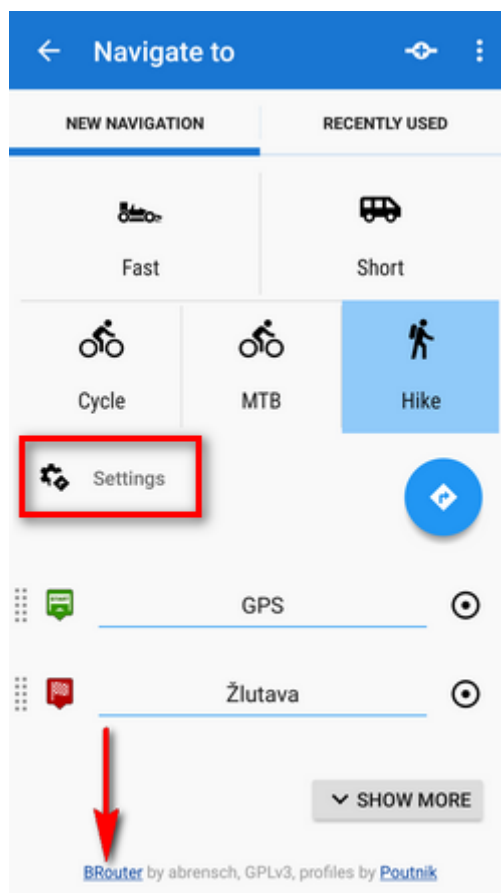 Navigate to
NEW NAVIGATION RECENTLY USED
Fast Short
Cycle MTB Hike
Settings
GPS
Žlutava
SHOW MORE
BRouter by abrensch, GPLv3, profiles by Poutnik